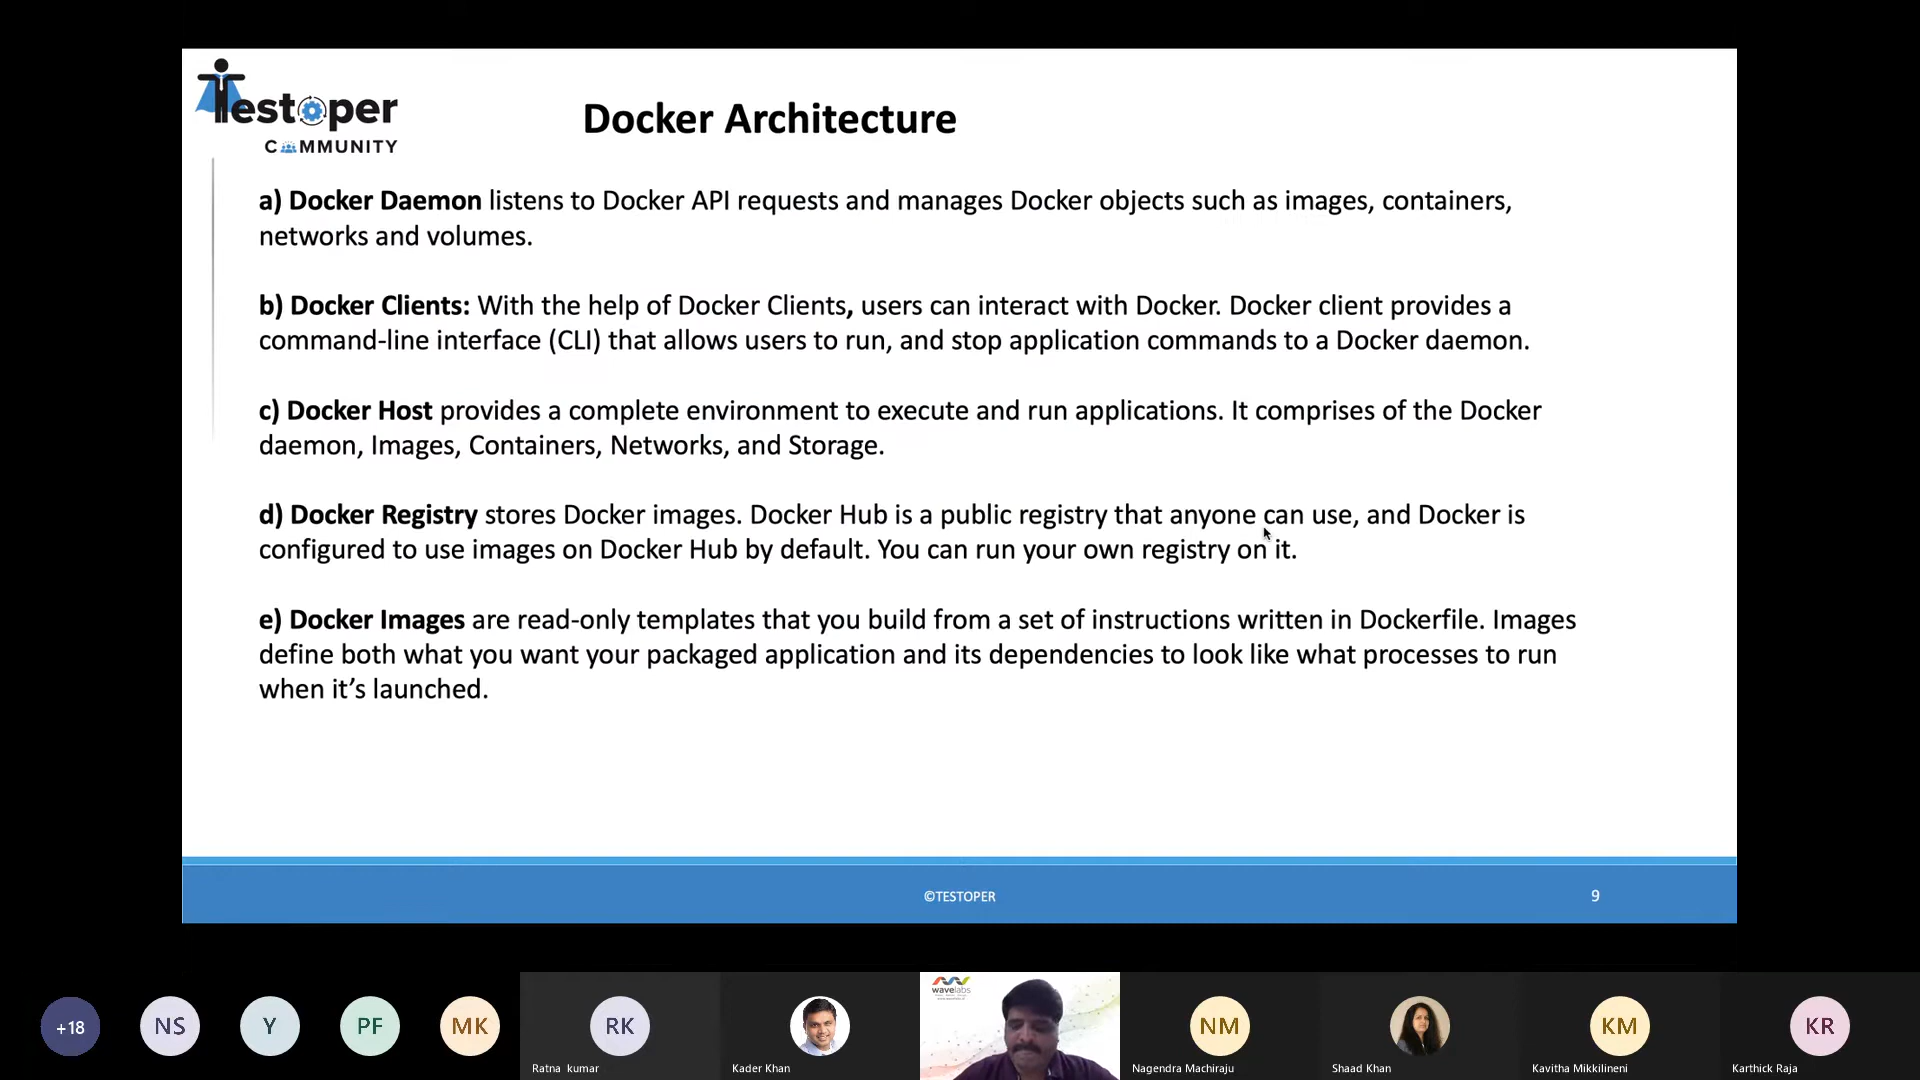 Testoper
COMMUNITY
Docker Architecture
a) Docker Daemon listens to Docker API requests and manages Docker objects such as images, containers,
networks and volumes.
b) Docker Clients: With the help of Docker Clients, users can interact with Docker. Docker client provides a
command-line interface (CLI) that allows users to run, and stop application commands to a Docker daemon.
c) Docker Host provides a complete environment to execute and run applications. It comprises of the Docker
daemon, Images, Containers, Networks, and Storage.
d) Docker Registry stores Docker images. Docker Hub is a public registry that anyone can use, and Docker is
configured to use images on Docker Hub by default. You can run your own registry on it.
e) Docker Images are read-only templates that you build from a set of instructions written in Dockerfile. Images
define both what you want your packaged application and its dependencies to look like what processes to run
when it’s launched.
©TESTOPER
9
+18
NS
Y
PF
MK
RK
Ratna kumar
Kader Khan
wavelabs
NM
Nagendra Machiraju
Shaad Khan
KM
Kavitha Mikkilineni
KR
Karthick Raja